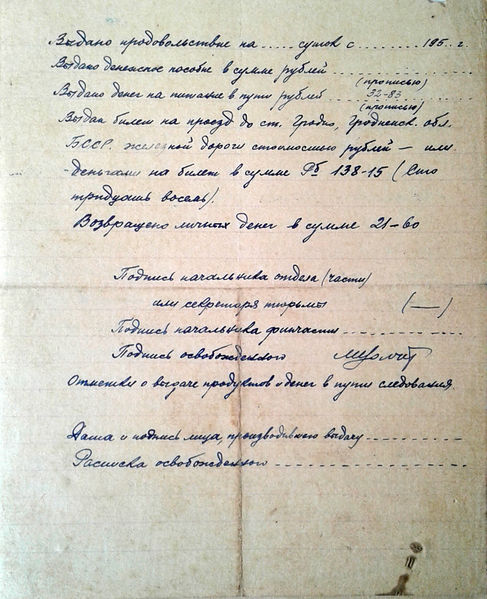 Выдано продовольствие на ..... суток с ........ 195.. г.
Выдано денежное пособие в сумме рублей ............
(прописью)
Выдано денег на питание в пути рублей 32-83
(прописью)
Выдан билет на проезд до ст. Гродно, Гродненск. обл.
БССР. железной дороги стоимостью рублей — или
деньгами на билет в сумме Рб 138-15 (Сто
тридцать восемь).
Возвращено личных денег в сумме 21-60
Подпись начальника отдела (части)
или секретаря тюрьмы (—)
Подпись начальника финчасти ............
Подпись освобожденного
Отметки о выдаче продуктов и денег в пути следования.
Дата и подпись лица, производившего выдачу ............
Расписка освобожденного ............